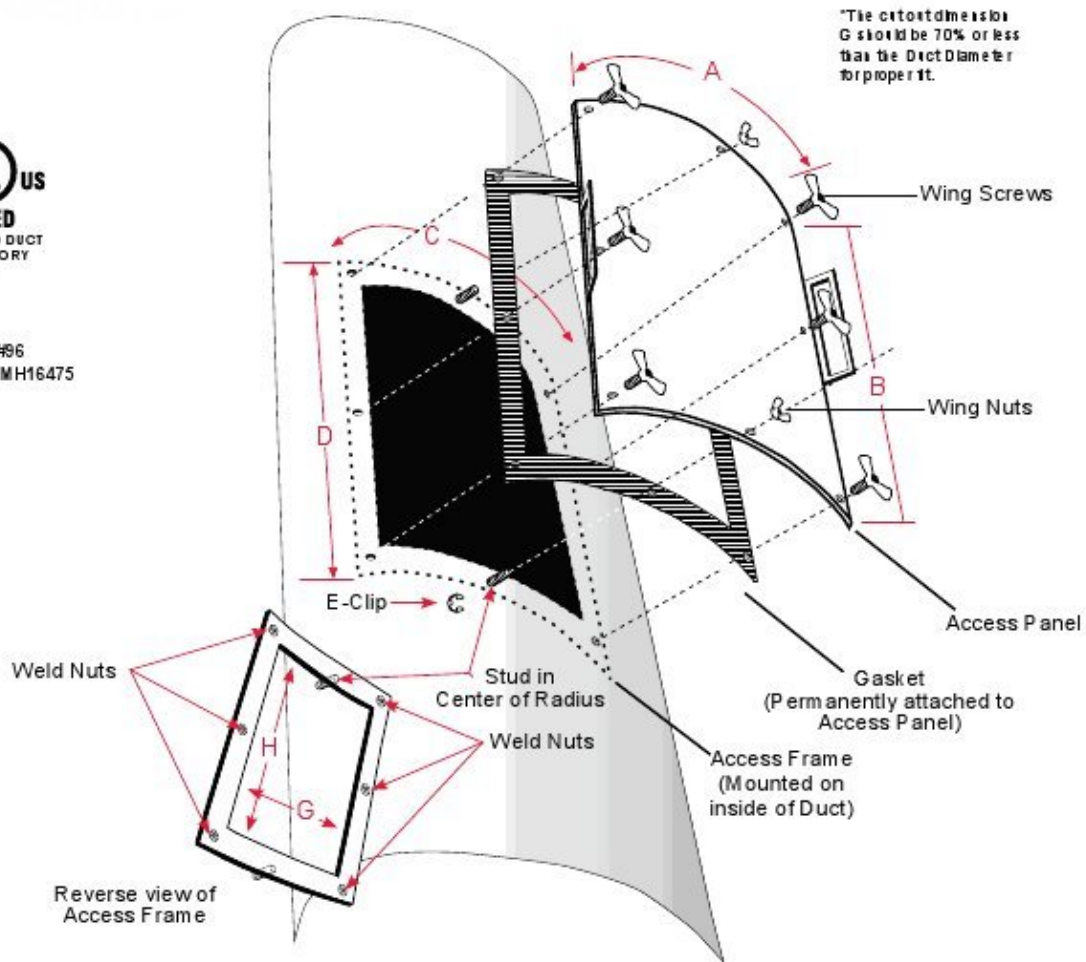 "The cutout dimension
G should be 70% or less
than the Duct Diameter
for proper fit.
A
US
ED
DUCT
ORY
Wing Screws
C
#96
MH16475
B
Wing Nuts
D
E-Clip
Access Panel
Weld Nuts
Stud in
Center of Radius
Gasket
(Permanently attached to
Access Panel)
Weld Nuts
H
Access Frame
(Mounted on
inside of Duct)
G
Reverse view of
Access Frame